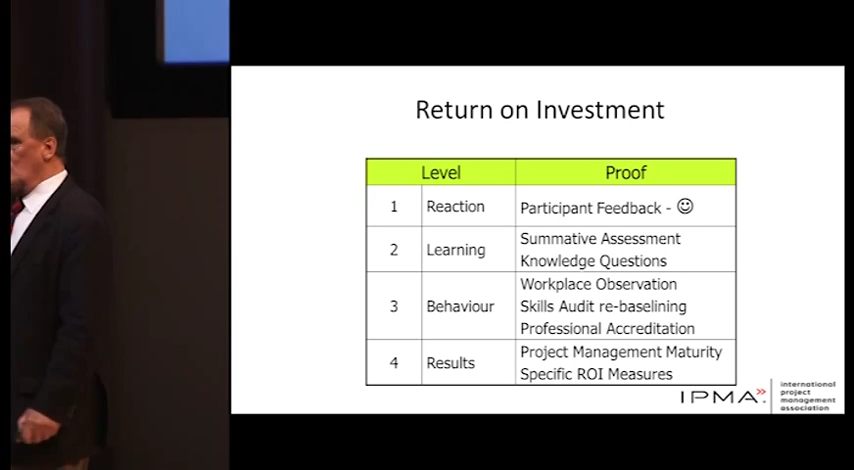 Return on Investment
Level Proof
1 Reaction Participant Feedback - ☺
2 Learning Summative Assessment
Knowledge Questions
3 Behaviour Workplace Observation
Skills Audit re-baselining
Professional Accreditation
4 Results Project Management Maturity
Specific ROI Measures
IPMA
international
project
management
association